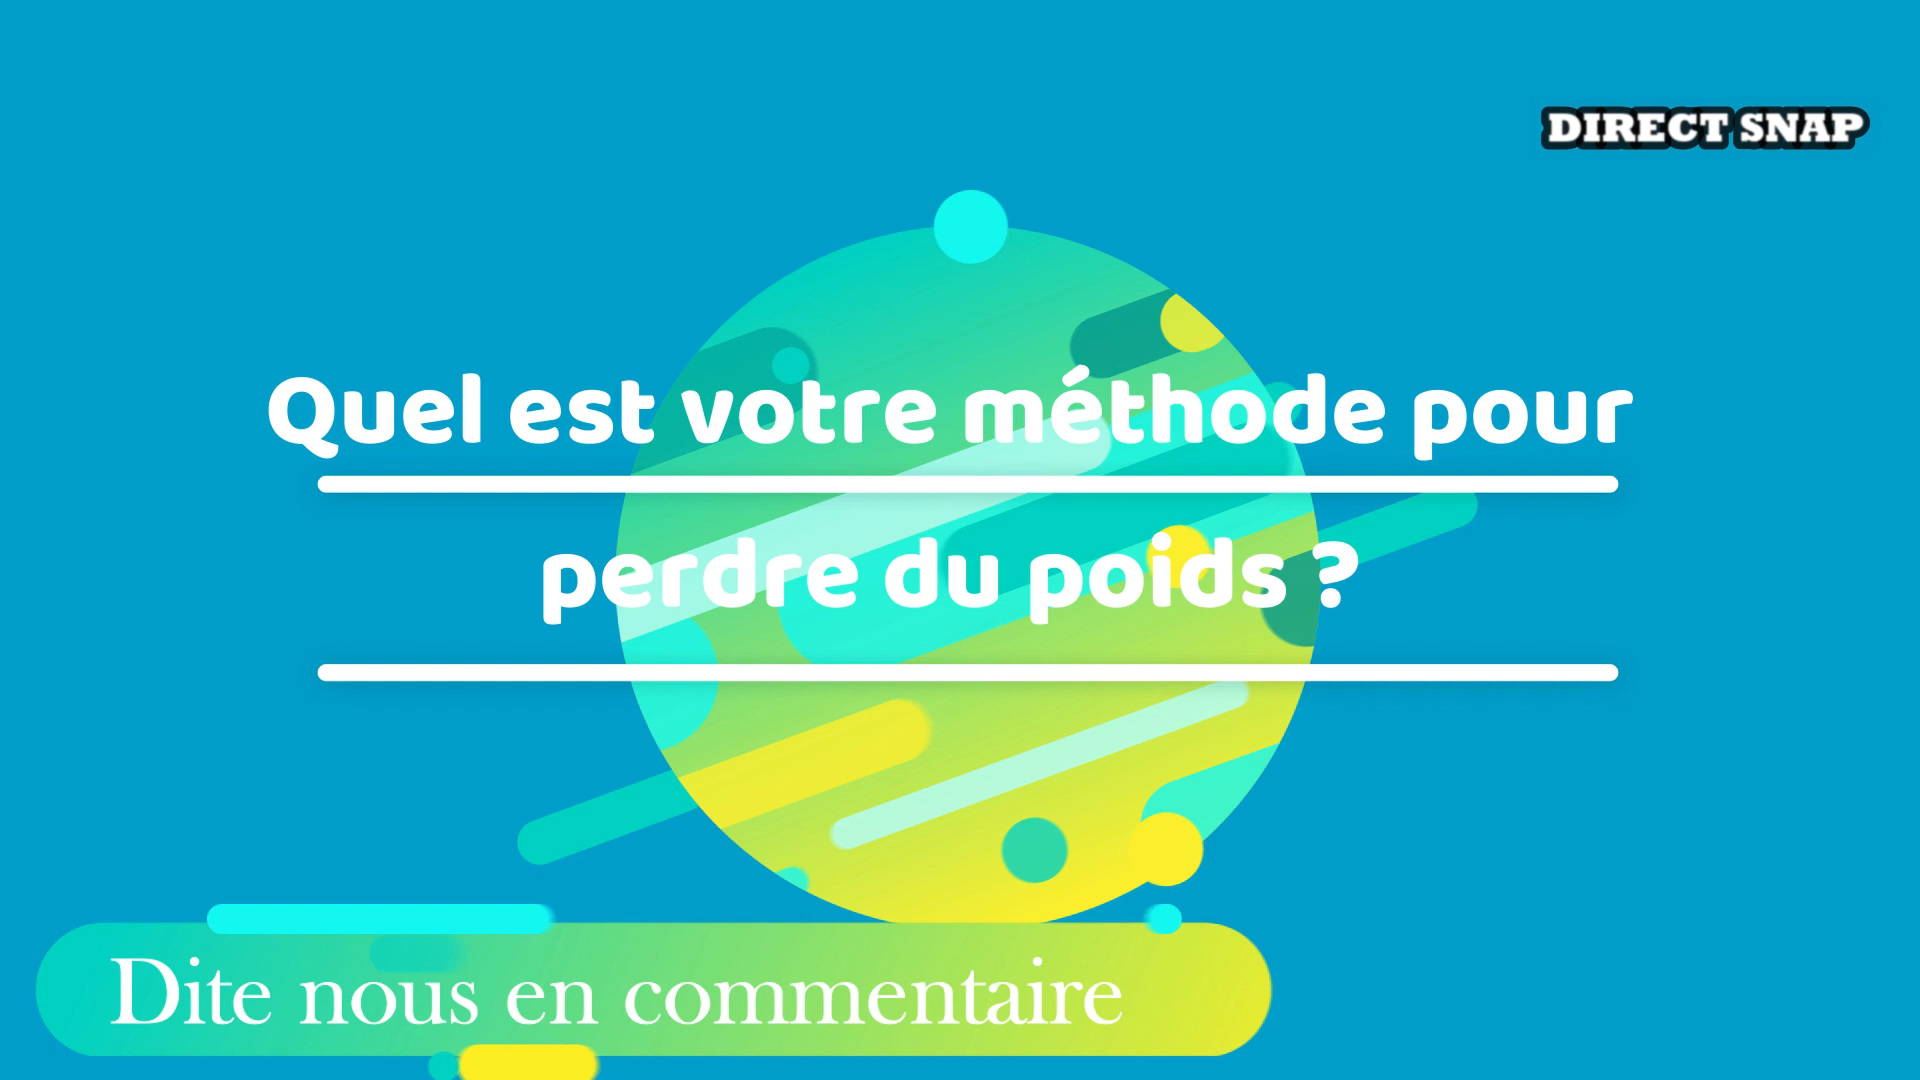 DIRECT SNAP
Quel est votre méthode pour
perdre du poids ?
Dite nous en commentaire